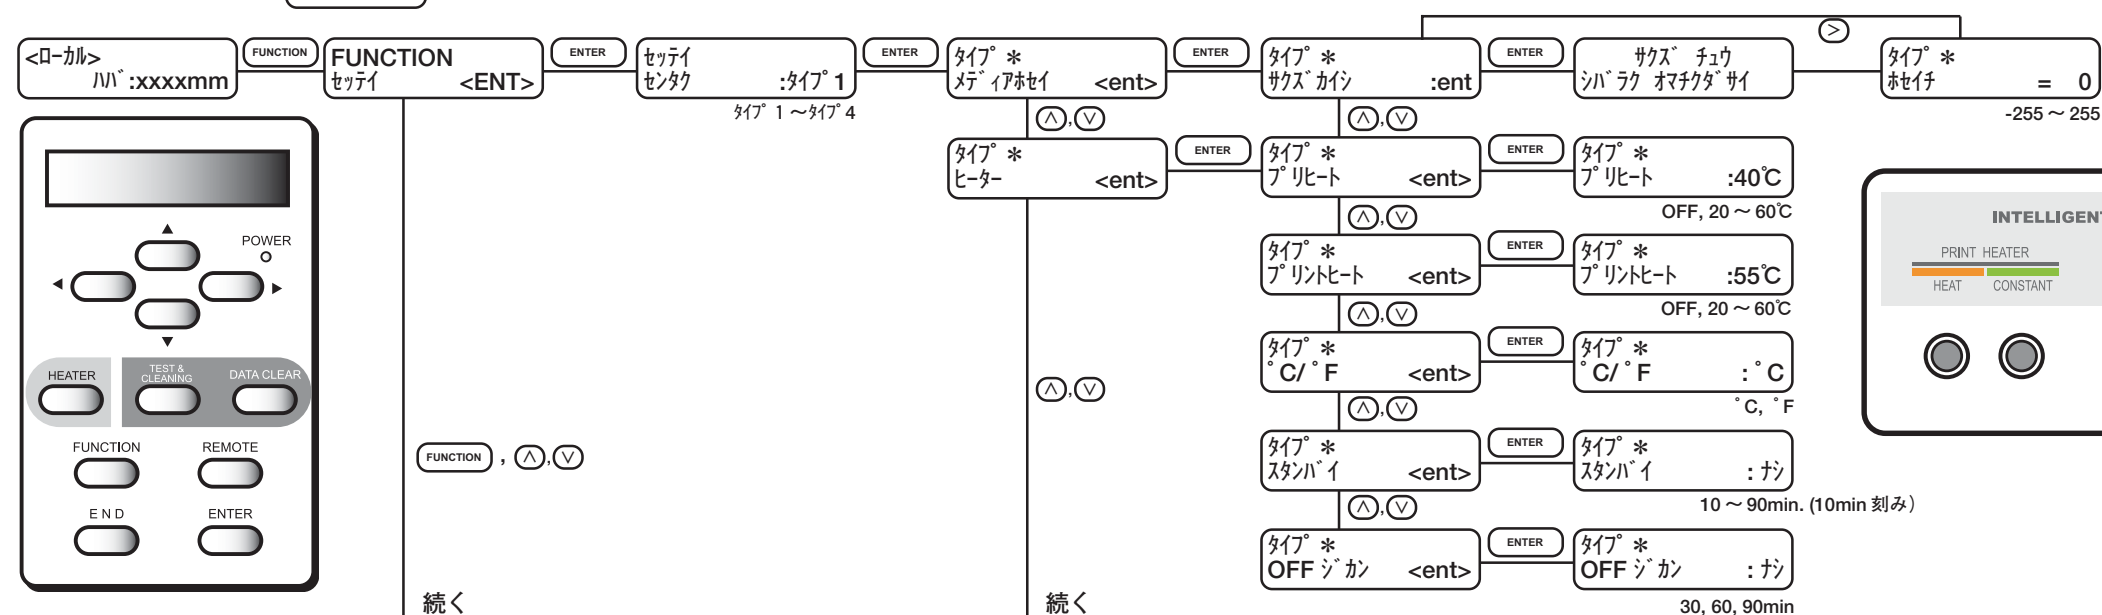 <ﾛｰｶﾙ>
ﾊﾊﾞ:xxxxmm
FUNCTION
FUNCTION
ｾｯﾃｲ <ENT>
ENTER
ｾｯﾃｲ
ｾﾝﾀｸ :ﾀｲﾌﾟ1
ﾀｲﾌﾟ1～ﾀｲﾌﾟ4
ENTER
ﾀｲﾌﾟ＊
ﾒﾃﾞｨｱﾎｾｲ <ent>
ENTER
ﾀｲﾌﾟ＊
ｻｸｽﾞｶｲｼ :ent
ENTER
ｻｸｽﾞ ﾁｭｳ
ｼﾊﾞﾗｸ ｵﾏﾁｸﾀﾞｻｲ
>
ﾀｲﾌﾟ＊
ﾎｾｲﾁ = 0
-255～255
∧,∨
∧,∨
ﾀｲﾌﾟ＊
ﾋｰﾀｰ <ent>
ENTER
ﾀｲﾌﾟ＊
ﾌﾟﾘﾋｰﾄ <ent>
ENTER
ﾀｲﾌﾟ＊
ﾌﾟﾘﾋｰﾄ :40℃
OFF, 20～60℃
∧,∨
ﾀｲﾌﾟ＊
ﾌﾟﾘﾝﾄﾋｰﾄ <ent>
ENTER
ﾀｲﾌﾟ＊
ﾌﾟﾘﾝﾄﾋｰﾄ :55℃
OFF, 20～60℃
∧,∨
ﾀｲﾌﾟ＊
°C/°F <ent>
ENTER
ﾀｲﾌﾟ＊
°C/°F :°C
°C, °F
∧,∨
∧,∨
ﾀｲﾌﾟ＊
ｽﾀﾝﾊﾞｲ <ent>
ENTER
ﾀｲﾌﾟ＊
ｽﾀﾝﾊﾞｲ :ﾅｼ
10～90min. (10min 刻み）
∧,∨
ﾀｲﾌﾟ＊
OFFｼﾞｶﾝ <ent>
ENTER
ﾀｲﾌﾟ＊
OFFｼﾞｶﾝ :ﾅｼ
30, 60, 90min
FUNCTION , ∧,∨
続く
続く
POWER
HEATER
TEST &
CLEANING
DATA CLEAR
FUNCTION
REMOTE
END
ENTER
INTELLIGENT
PRINT HEATER
HEAT CONSTANT